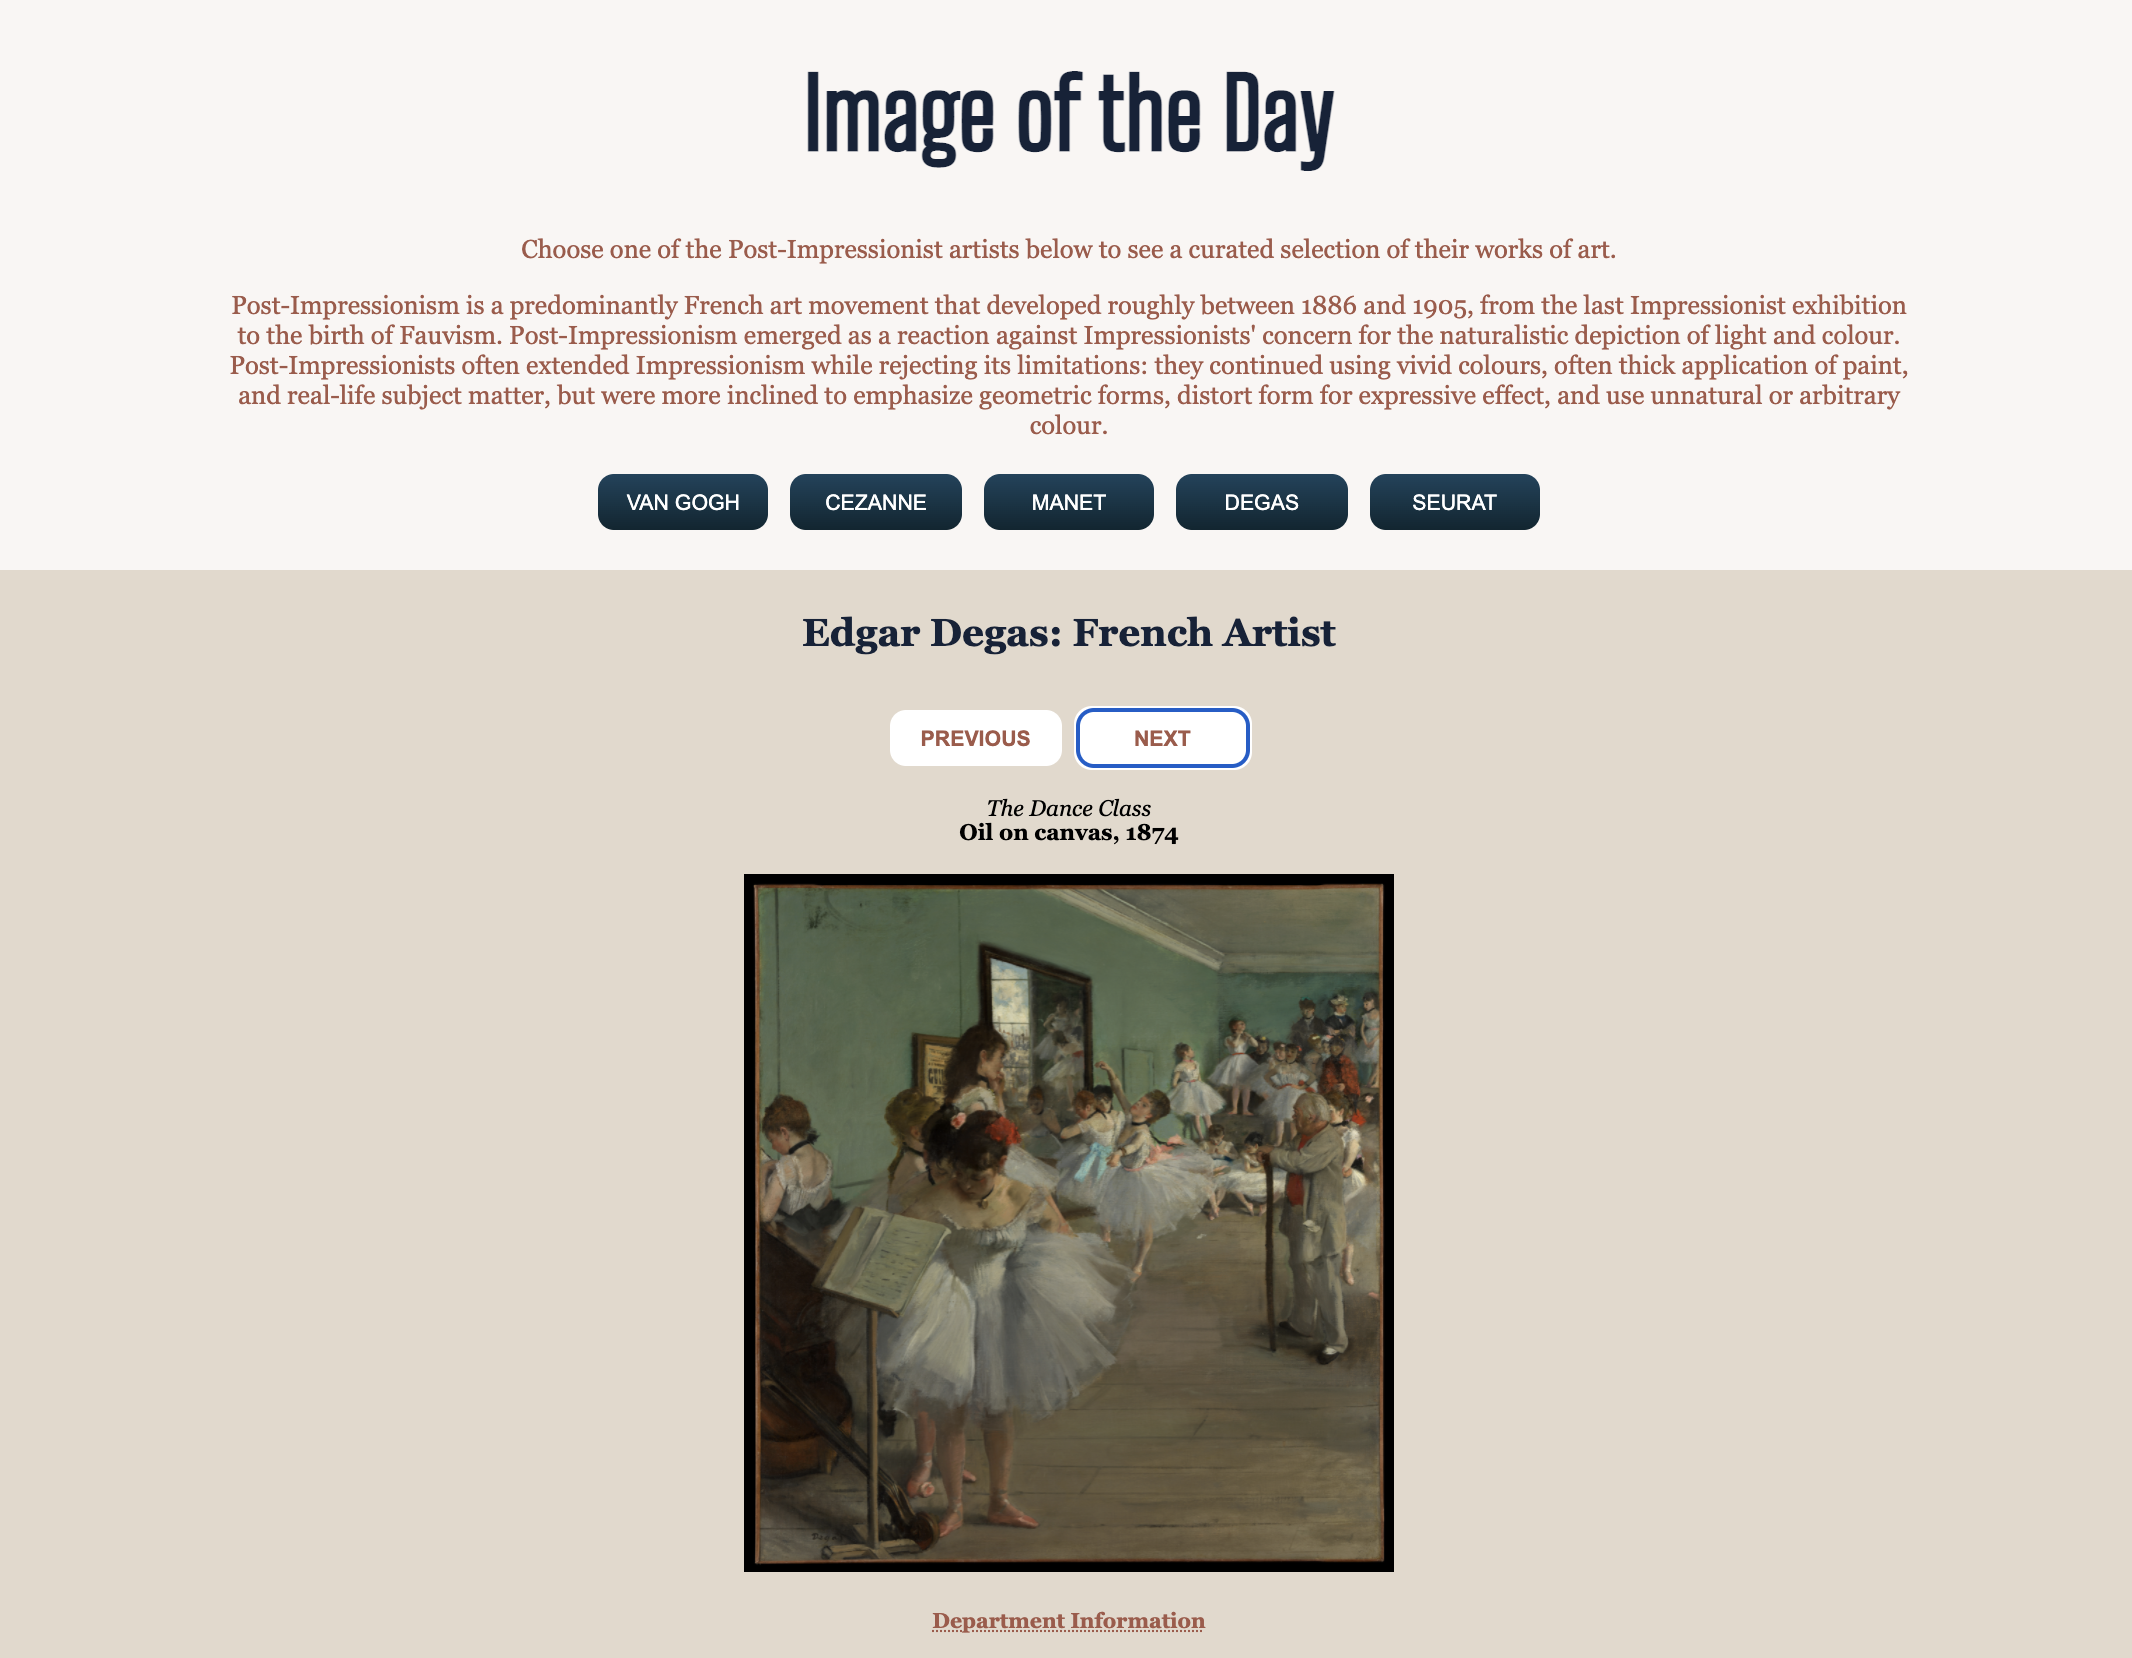 Image of the Day
Choose one of the Post-Impressionist artists below to see a curated selection of their works of art.
Post-Impressionism is a predominantly French art movement that developed roughly between 1886 and 1905, from the last Impressionist exhibition
to the birth of Fauvism. Post-Impressionism emerged as a reaction against Impressionists' concern for the naturalistic depiction of light and colour.
Post-Impressionists often extended Impressionism while rejecting its limitations: they continued using vivid colours, often thick application of paint,
and real-life subject matter, but were more inclined to emphasize geometric forms, distort form for expressive effect, and use unnatural or arbitrary
colour.
VAN GOGH CEZANNE MANET DEGAS SEURAT
Edgar Degas: French Artist
PREVIOUS NEXT
The Dance Class
Oil on canvas, 1874
Department Information